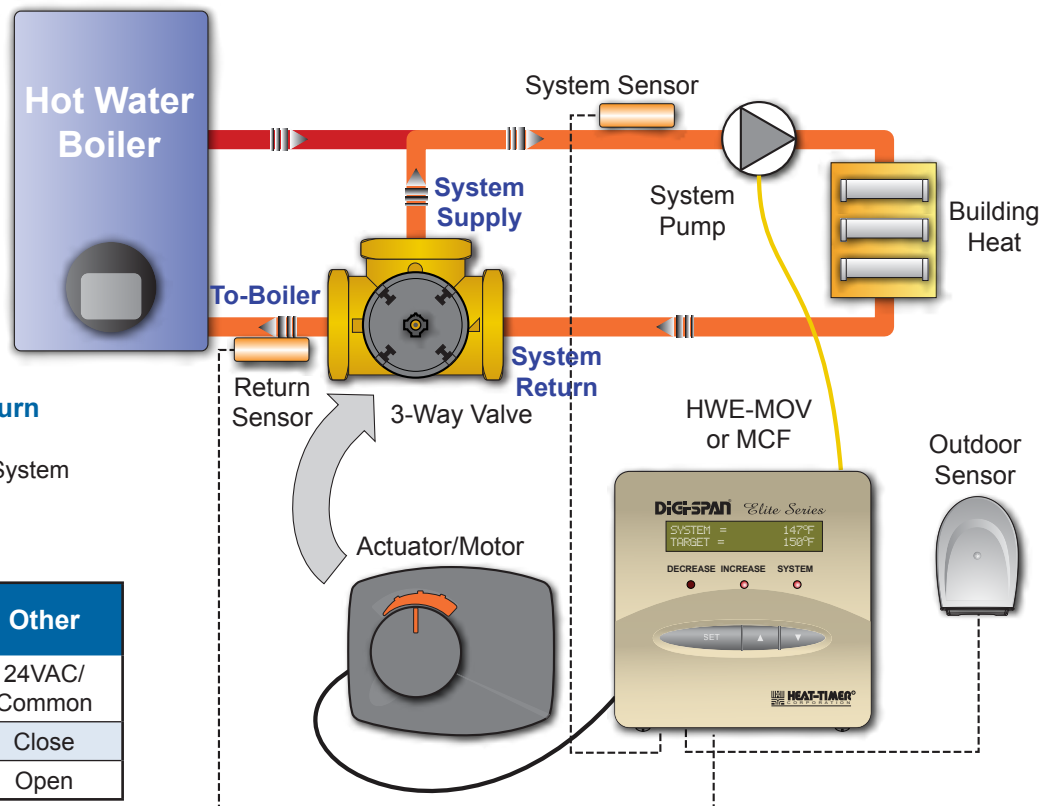 Hot Water
Boiler
System Sensor
System
Supply
System
Pump
Building
Heat
To-Boiler
System
Return
Return
Sensor
3-Way Valve
urn
System
HWE-MOV
or MCF
Outdoor
Sensor
DiGi-SPAN® Elite Series
SYSTEM = 147°F
TARGET = 150°F
DECREASE INCREASE SYSTEM
SET
HEAT-TIMER®
CORPORATION
Actuator/Motor
Other
24VAC/
Common
Close
Open